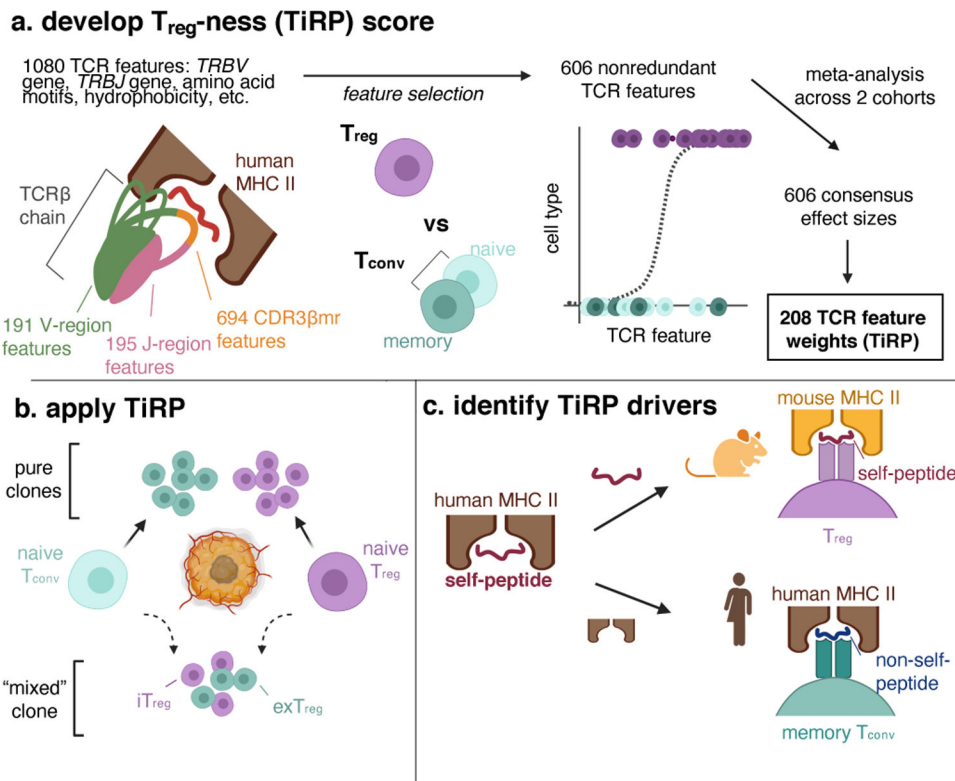 a. develop Treg-ness (TiRP) score
1080 TCR features: TRBV
gene, TRBJ gene, amino acid
motifs, hydrophobicity, etc.
feature selection
606 nonredundant
TCR features
meta-analysis
across 2 cohorts
human
MHC II
TCRβ
chain
191 V-region
features
195 J-region
features
694 CDR3βmr
features
Treg
vs
Tconv
naive
memory
cell type
TCR feature
606 consensus
effect sizes
208 TCR feature
weights (TiRP)
b. apply TiRP
pure
clones
naive
Tconv
naive
Treg
“mixed”
clone
iTreg
exTreg
c. identify TiRP drivers
human MHC II
self-peptide
mouse MHC II
self-peptide
Treg
human MHC II
non-self-
peptide
memory Tconv